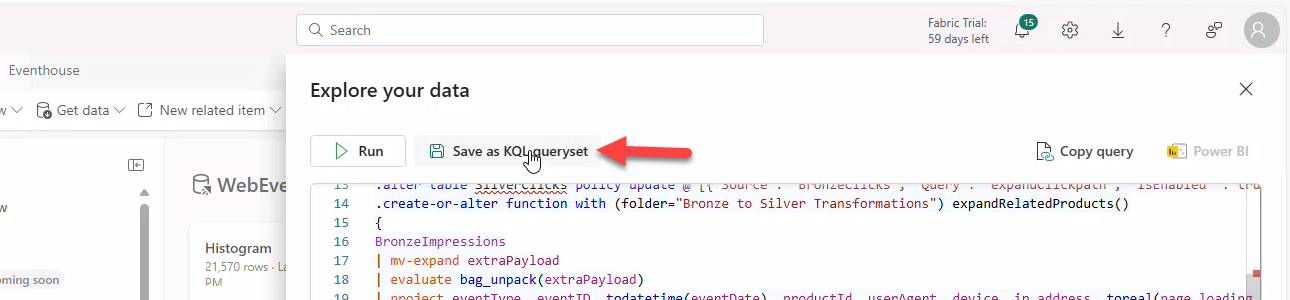 Search
Fabric Trial:
59 days left
15
Eventhouse
Get data
New related item
Explore your data
Run
Save as KQL queryset
Copy query
Power BI
WebEve
Histogram
21,570 rows · La
PM
oming soon
13 .alter table SilverClicks policy update @'[{"Source": "BronzeClicks", "Query": "expandClickpath", "IsEnabled": "tru
14 .create-or-alter function with (folder="Bronze to Silver Transformations") expandRelatedProducts()
15 {
16 BronzeImpressions
17 | mv-expand extraPayload
18 | evaluate bag_unpack(extraPayload)
19 | project eventType, eventID, todatetime(eventDate), productId, userAgent, device, ip_address, toreal(page_loading